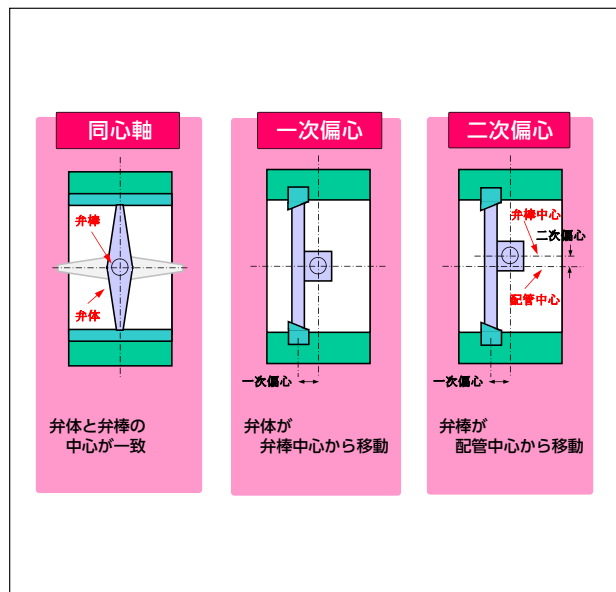 同心軸
弁棒
弁体
弁体と弁棒の
中心が一致
一次偏心
一次偏心
弁体が
弁棒中心から移動
二次偏心
弁棒中心
二次偏心
配管中心
一次偏心
弁棒が
配管中心から移動